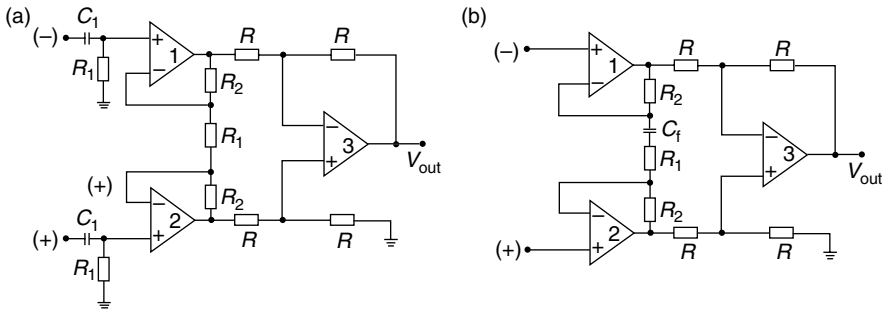 (a)
C1
(−)
+
1
−
R1
R2
R
R
R1
−
3
+
Vout
(+)
R2
C1
−
2
+
(+)
R1
R
R
(b)
(−)
+
1
−
R
R
R2
Cf
R1
−
3
+
Vout
R2
−
2
+
(+)
R
R